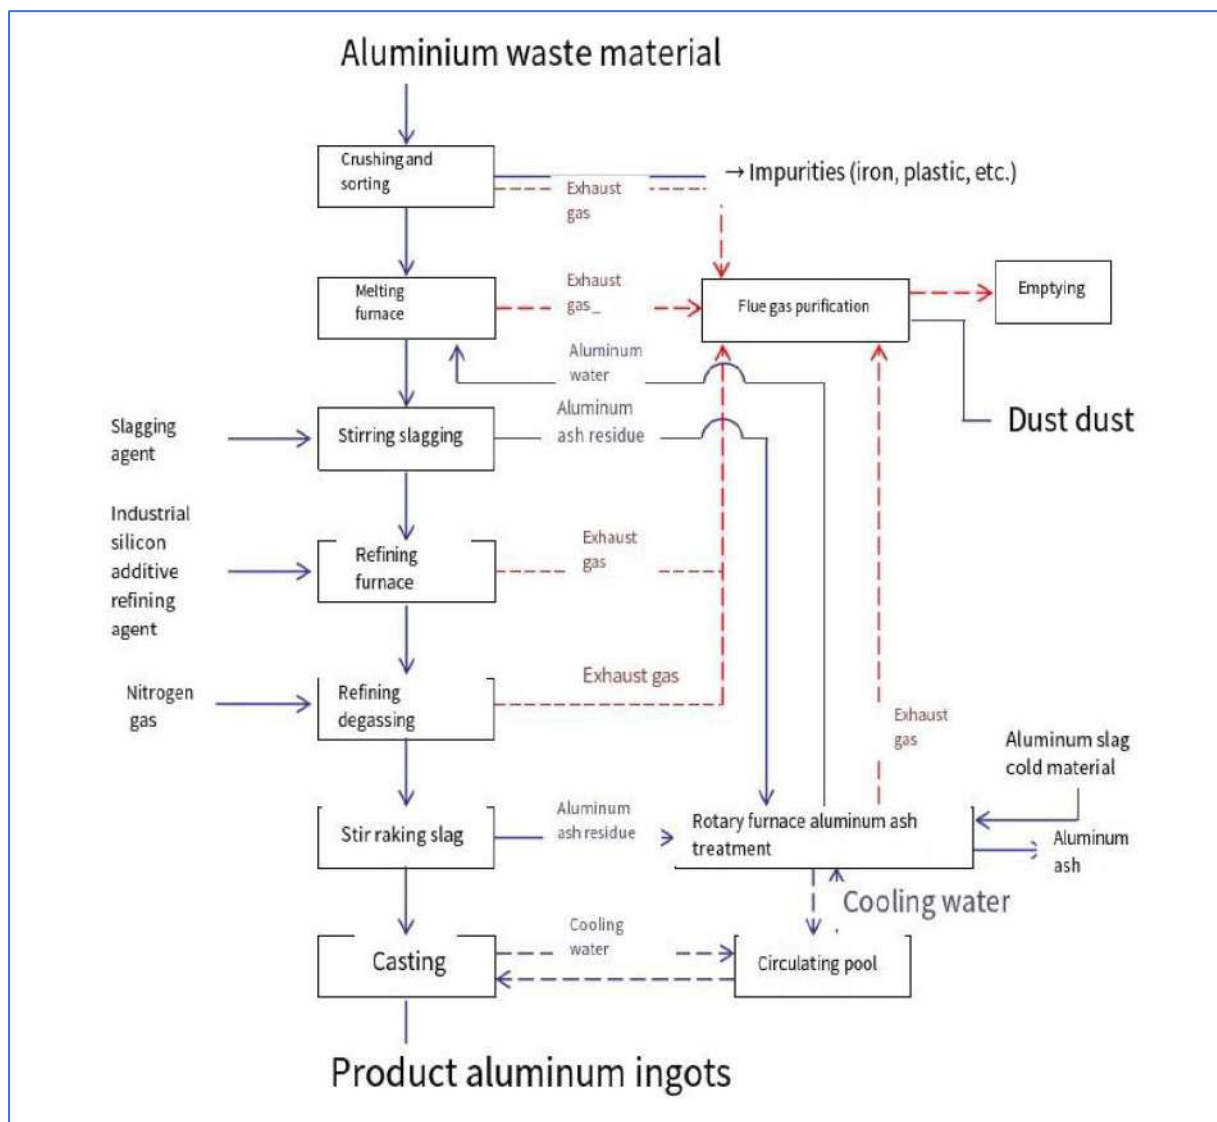 Aluminium waste material
Crushing and
sorting
→ Impurities (iron, plastic, etc.)
Exhaust
gas
Melting
furnace
Exhaust
gas_
Flue gas purification
Emptying
Aluminum
water
Slagging
agent
Stirring slagging
Aluminum
ash residue
Dust dust
Industrial
silicon
additive
refining
agent
Refining
furnace
Exhaust
gas
Nitrogen
gas
Refining
degassing
Exhaust gas
Exhaust
gas
Aluminum slag
cold material
Stir raking slag
Aluminum
ash residue
Rotary furnace aluminum ash
treatment
Aluminum
ash
Cooling water
Casting
Cooling
water
Circulating pool
Product aluminum ingots